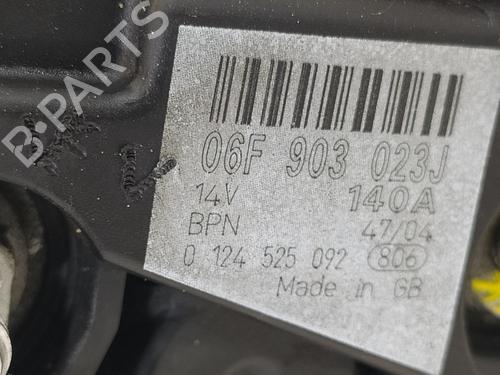 B-PARTS
06F 903 023J
14V 140A
BPN 47/04
0 124 525 092 806
Made in GB